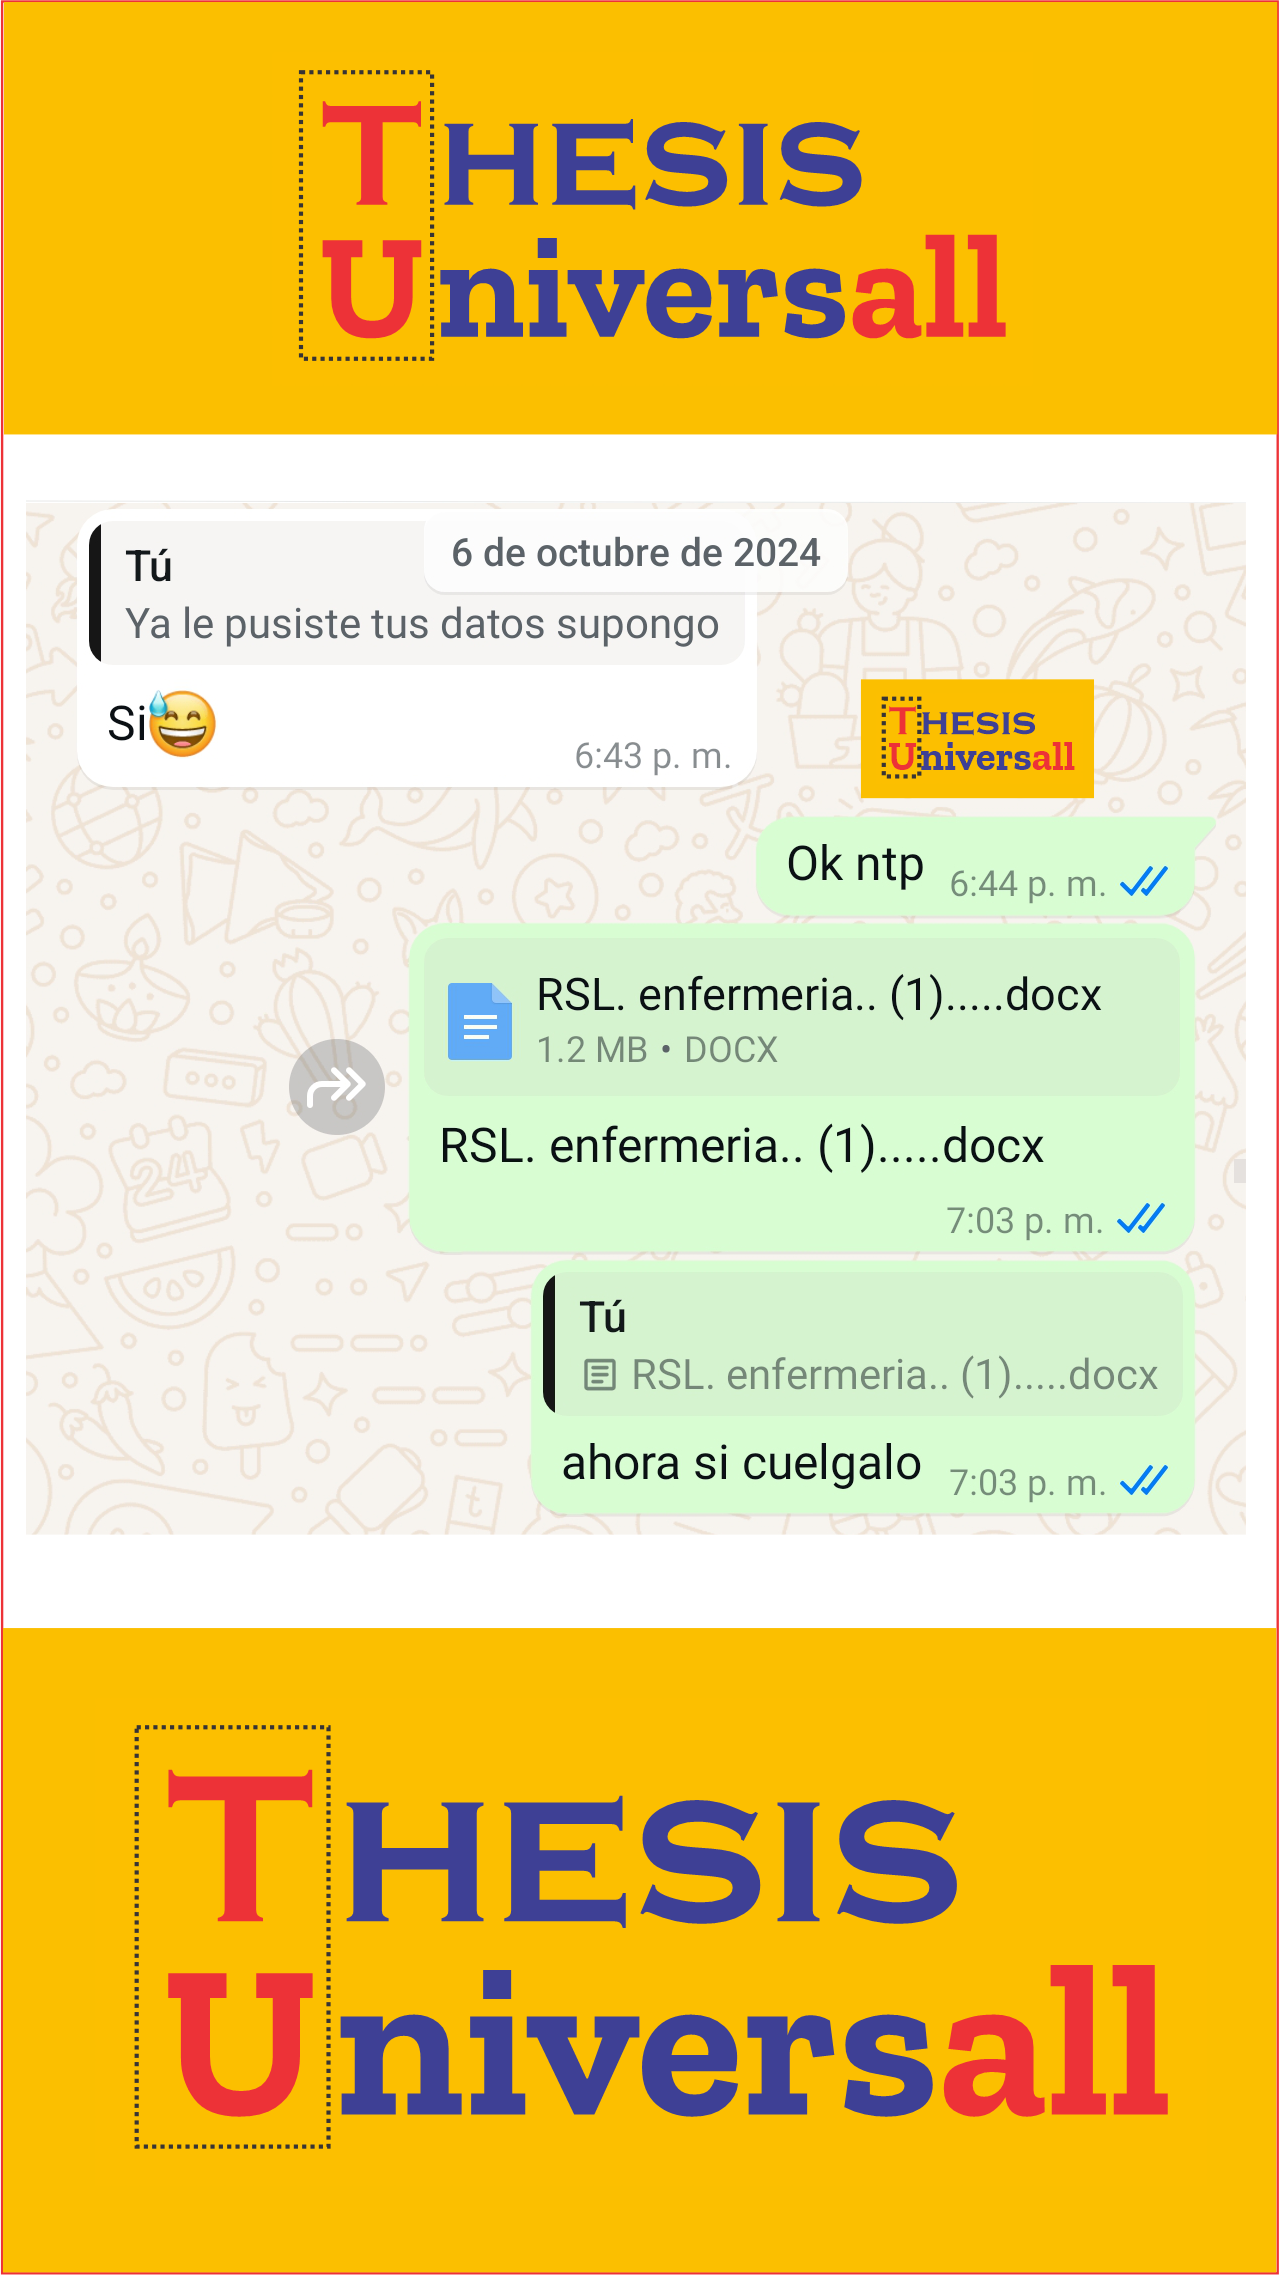 THESIS
Universall
6 de octubre de 2024
Tú
Ya le pusiste tus datos supongo
Si😅
6:43 p. m.
THESIS
Universall
Ok ntp 6:44 p. m.
RSL. enfermeria.. (1).....docx
1.2 MB • DOCX
RSL. enfermeria.. (1).....docx
7:03 p. m.
Tú
RSL. enfermeria.. (1).....docx
ahora si cuelgalo 7:03 p. m.
THESIS
Universall